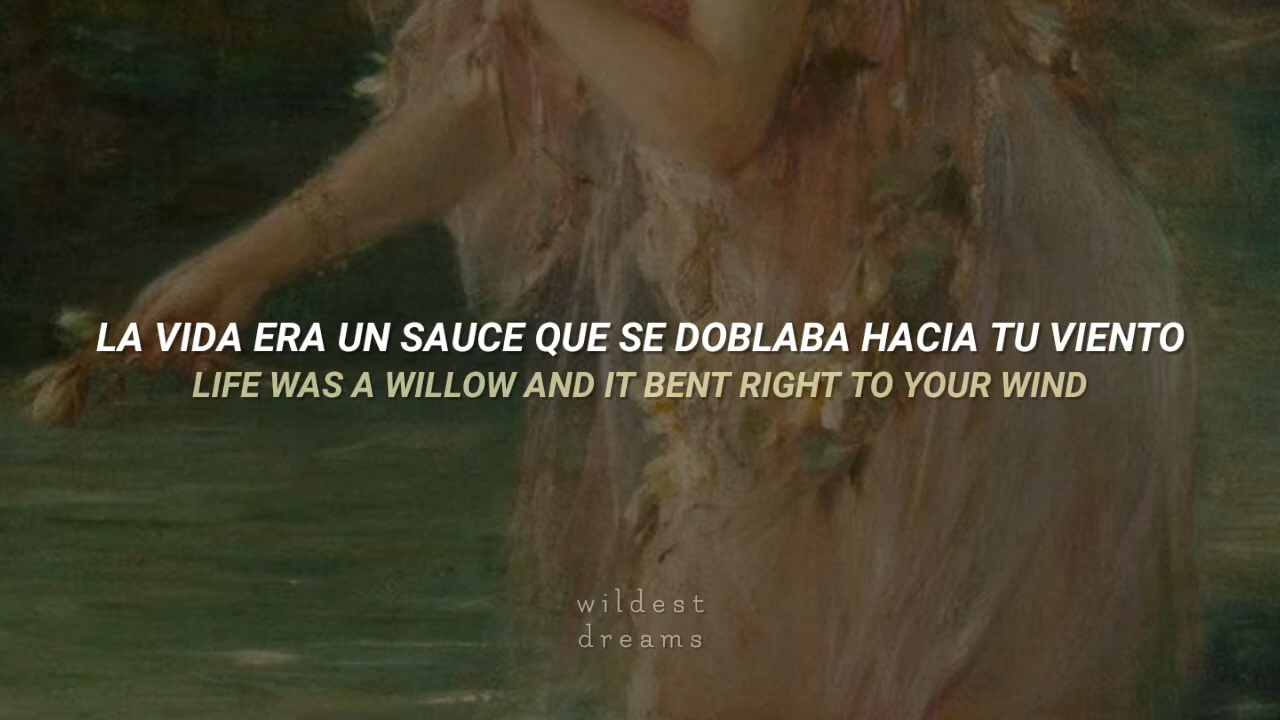 LA VIDA ERA UN SAUCE QUE SE DOBLABA HACIA TU VIENTO
LIFE WAS A WILLOW AND IT BENT RIGHT TO YOUR WIND
wildest
dreams